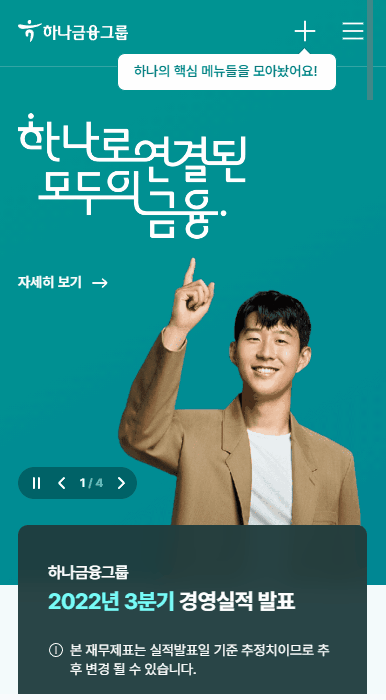 하나금융그룹
하나의 핵심 메뉴들을 모아놨어요!
하나로 연결된
모두의 금융.
자세히 보기
1 / 4
하나금융그룹
2022년 3분기 경영실적 발표
본 재무제표는 실적발표일 기준 추정치이므로 추
후 변경 될 수 있습니다.